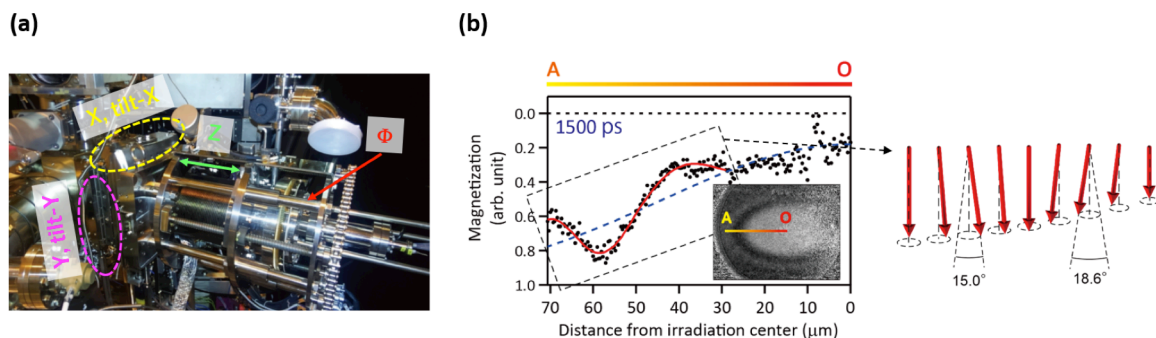 (a)
X, tilt-X
Z
Φ
Y, tilt-Y
(b)
A
O
1500 ps
Magnetization
(arb. unit)
0.0
0.2
0.4
0.6
0.8
1.0
A
O
70
60
50
40
30
20
10
0
Distance from irradiation center (μm)
15.0°
18.6°